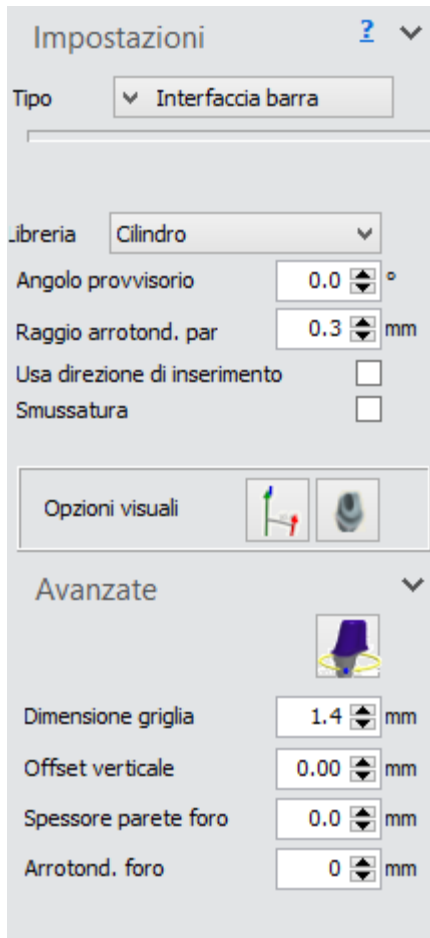 Impostazioni ?
Tipo Interfaccia barra
Libreria Cilindro
Angolo provvisorio 0.0 °
Raggio arrotond. par 0.3 mm
Usa direzione di inserimento
Smussatura
Opzioni visuali
Avanzate
Dimensione griglia 1.4 mm
Offset verticale 0.00 mm
Spessore parete foro 0.0 mm
Arrotond. foro 0 mm